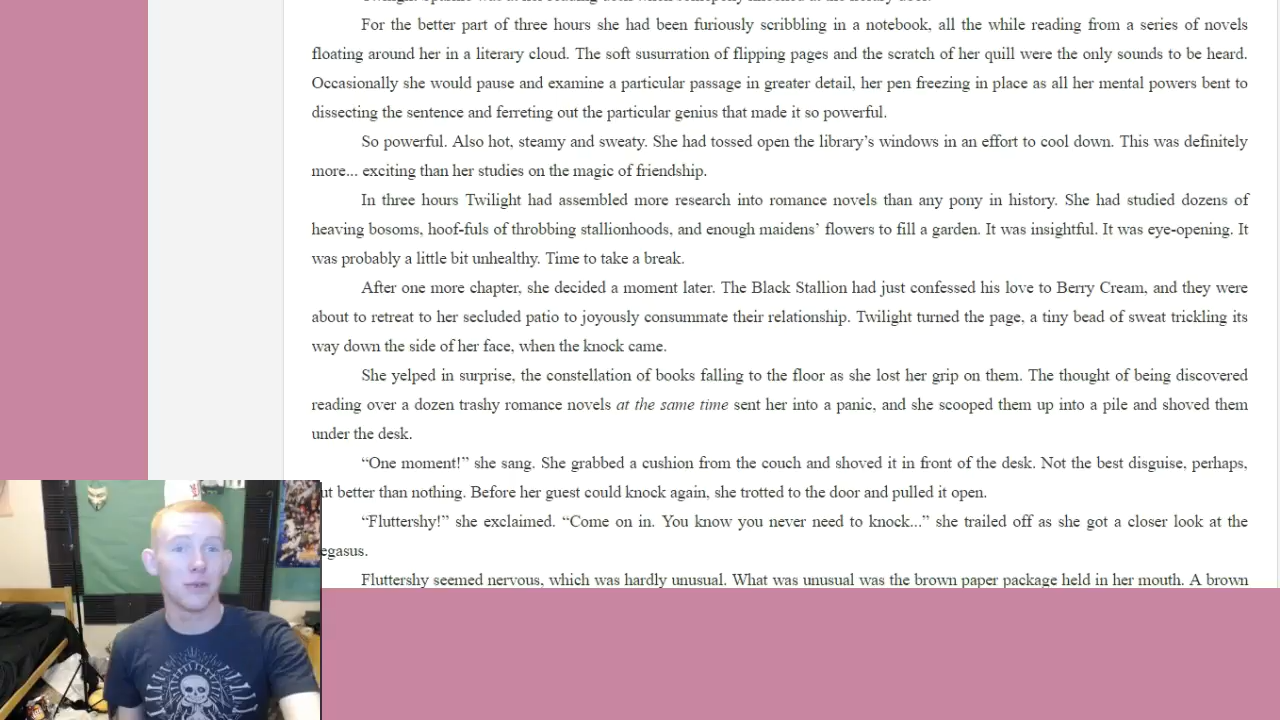 For the better part of three hours she had been furiously scribbling in a notebook, all the while reading from a series of novels
floating around her in a literary cloud. The soft susurration of flipping pages and the scratch of her quill were the only sounds to be heard.
Occasionally she would pause and examine a particular passage in greater detail, her pen freezing in place as all her mental powers bent to
dissecting the sentence and ferreting out the particular genius that made it so powerful.
So powerful. Also hot, steamy and sweaty. She had tossed open the library’s windows in an effort to cool down. This was definitely
more... exciting than her studies on the magic of friendship.
In three hours Twilight had assembled more research into romance novels than any pony in history. She had studied dozens of
heaving bosoms, hoof-fuls of throbbing stallionhoods, and enough maidens’ flowers to fill a garden. It was insightful. It was eye-opening. It
was probably a little bit unhealthy. Time to take a break.
After one more chapter, she decided a moment later. The Black Stallion had just confessed his love to Berry Cream, and they were
about to retreat to her secluded patio to joyously consummate their relationship. Twilight turned the page, a tiny bead of sweat trickling its
way down the side of her face, when the knock came.
She yelped in surprise, the constellation of books falling to the floor as she lost her grip on them. The thought of being discovered
reading over a dozen trashy romance novels at the same time sent her into a panic, and she scooped them up into a pile and shoved them
under the desk.
“One moment!” she sang. She grabbed a cushion from the couch and shoved it in front of the desk. Not the best disguise, perhaps,
ut better than nothing. Before her guest could knock again, she trotted to the door and pulled it open.
“Fluttershy!” she exclaimed. “Come on in. You know you never need to knock...” she trailed off as she got a closer look at the
egasus.
Fluttershy seemed nervous, which was hardly unusual. What was unusual was the brown paper package held in her mouth. A brown